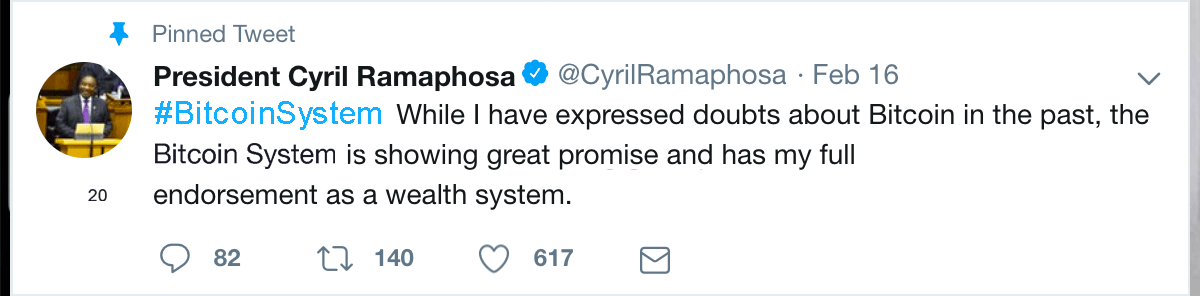 Pinned Tweet
President Cyril Ramaphosa @CyrilRamaphosa · Feb 16
#BitcoinSystem While I have expressed doubts about Bitcoin in the past, the
Bitcoin System is showing great promise and has my full
20 endorsement as a wealth system.
82 140 617